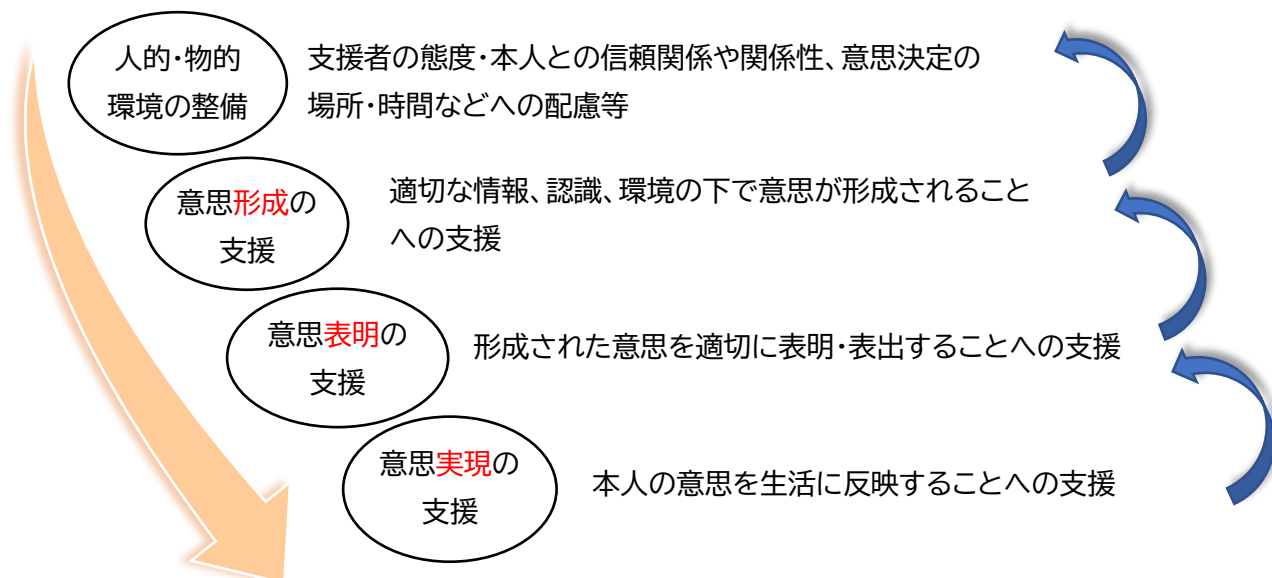 人的・物的
環境の整備
支援者の態度・本人との信頼関係や関係性、意思決定の
場所・時間などへの配慮等
意思形成の
支援
適切な情報、認識、環境の下で意思が形成されること
への支援
意思表明の
支援
形成された意思を適切に表明・表出することへの支援
意思実現の
支援
本人の意思を生活に反映することへの支援